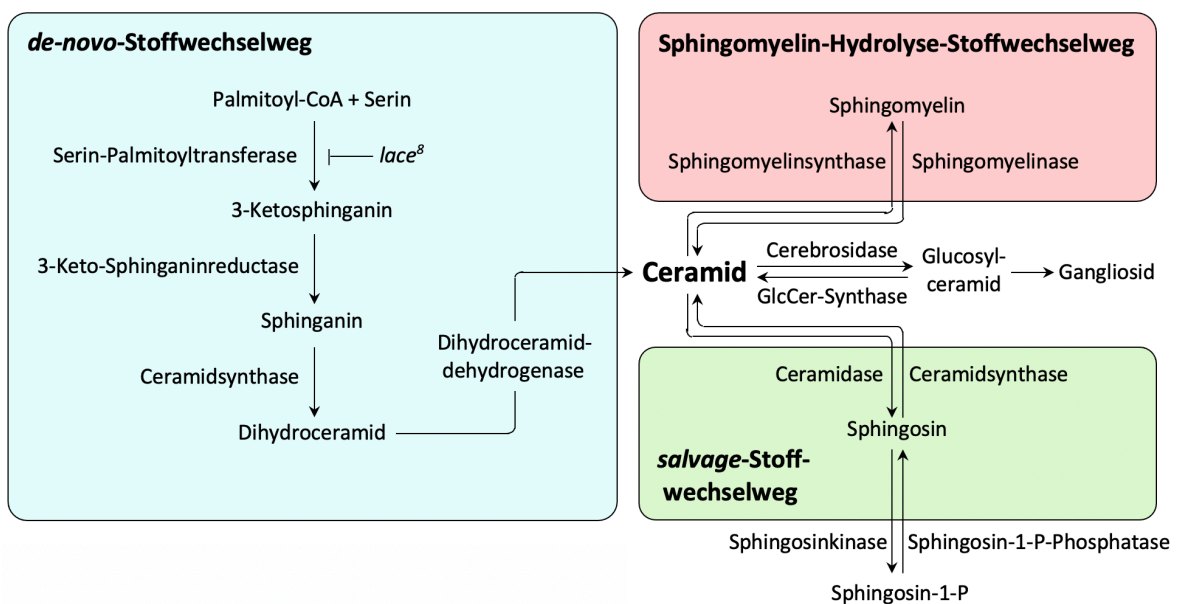 de-novo-Stoffwechselweg
Palmitoyl-CoA + Serin
Serin-Palmitoyltransferase
lace8
3-Ketosphinganin
3-Keto-Sphinganinreductase
Sphinganin
Ceramidsynthase
Dihydroceramid
Dihydroceramid-
dehydrogenase
Sphingomyelin-Hydrolyse-Stoffwechselweg
Sphingomyelin
Sphingomyelinsynthase
Sphingomyelinase
Ceramid
Cerebrosidase
GlcCer-Synthase
Glucosyl-
ceramid
Gangliosid
Ceramidase
Ceramidsynthase
Sphingosin
salvage-Stoff-
wechselweg
Sphingosinkinase
Sphingosin-1-P-Phosphatase
Sphingosin-1-P